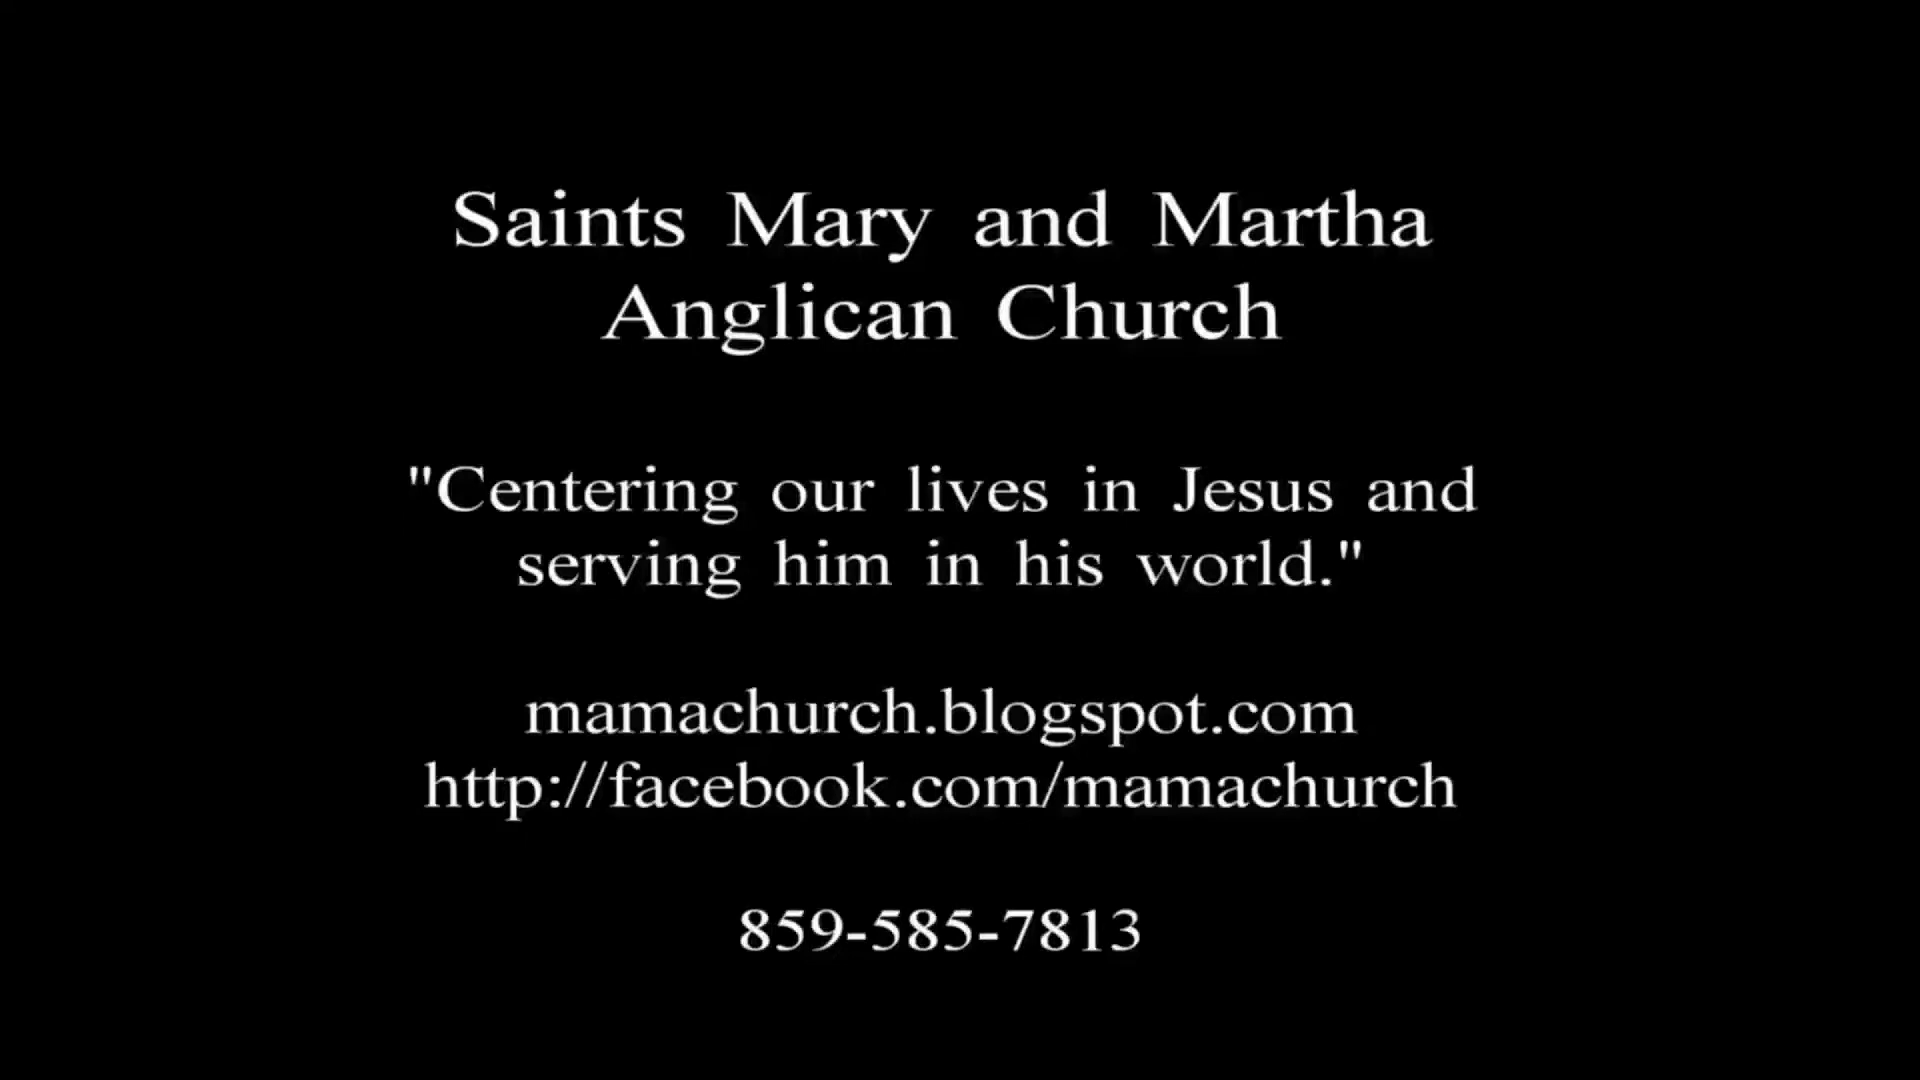 Saints Mary and Martha
Anglican Church
"Centering our lives in Jesus and
serving him in his world."
mamachurch.blogspot.com
http://facebook.com/mamachurch
859-585-7813